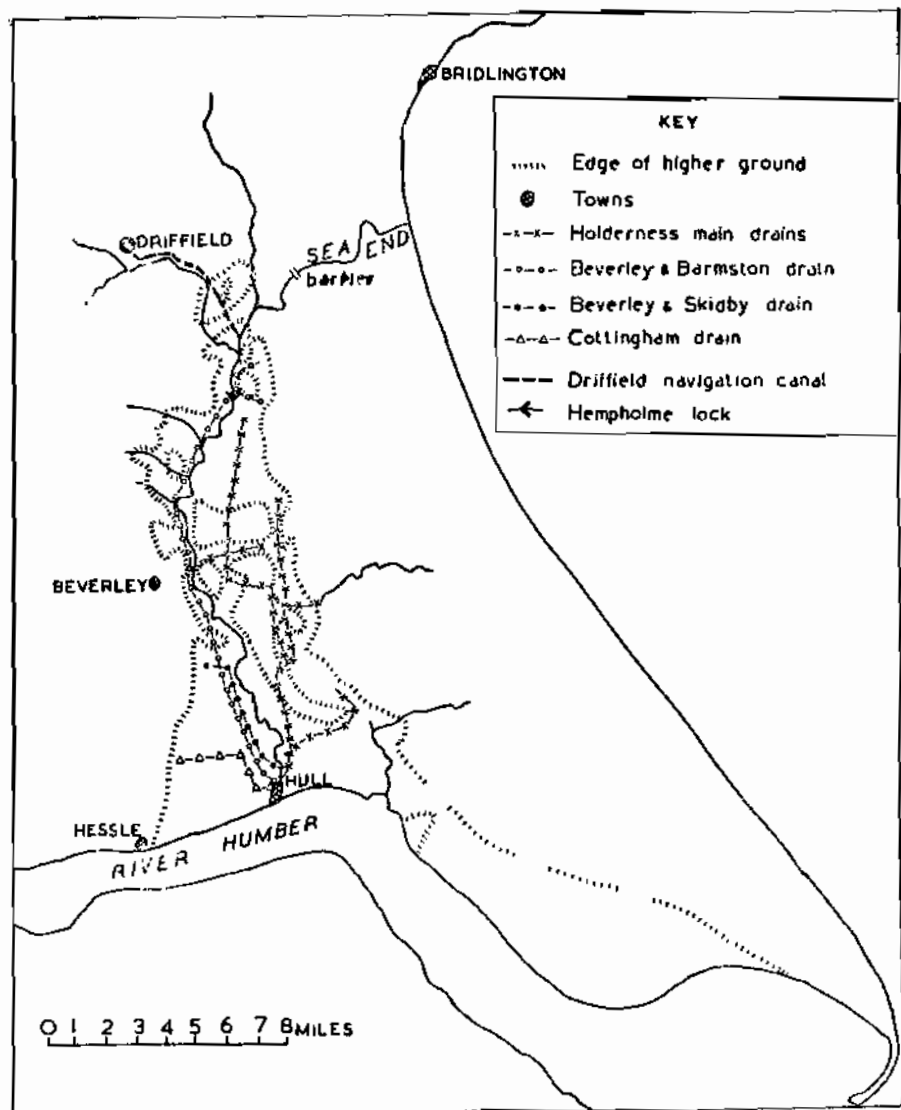 BRIDLINGTON
KEY
Edge of higher ground
Towns
Holderness main drains
Beverley & Barmston drain
Beverley & Skidby drain
Cottingham drain
Driffield navigation canal
Hempholme lock
DRIFFIELD
SEA END
barrier
BEVERLEY
HULL
HESSLE
RIVER HUMBER
0 1 2 3 4 5 6 7 8 MILES